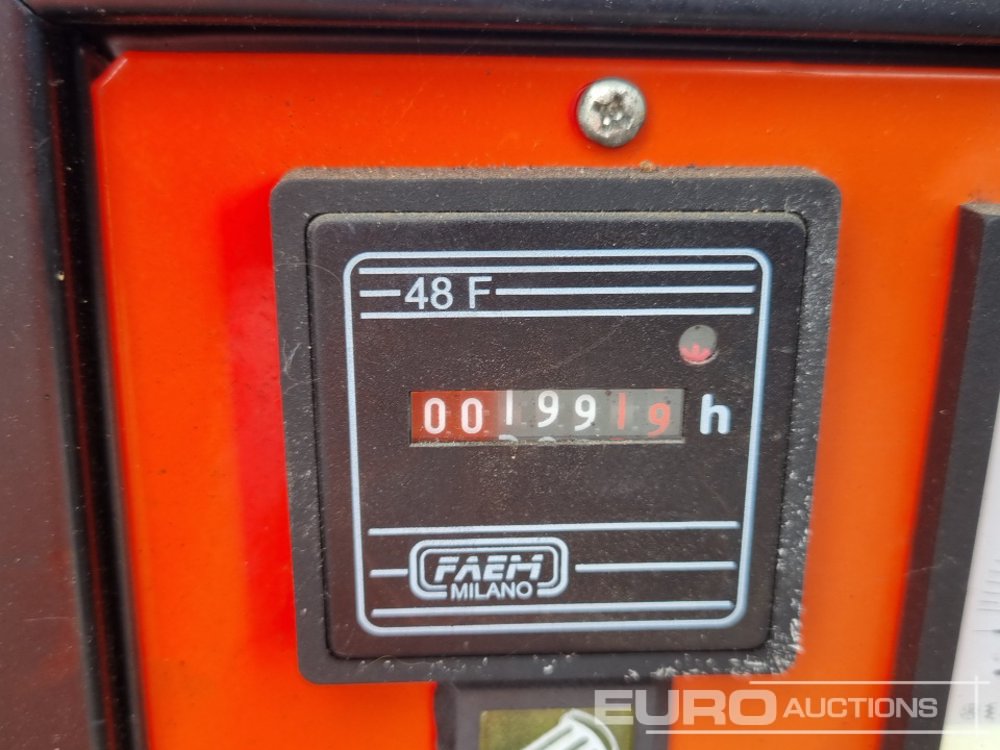 48 F
0019919 h
FAEM
MILANO
EURO AUCTIONS